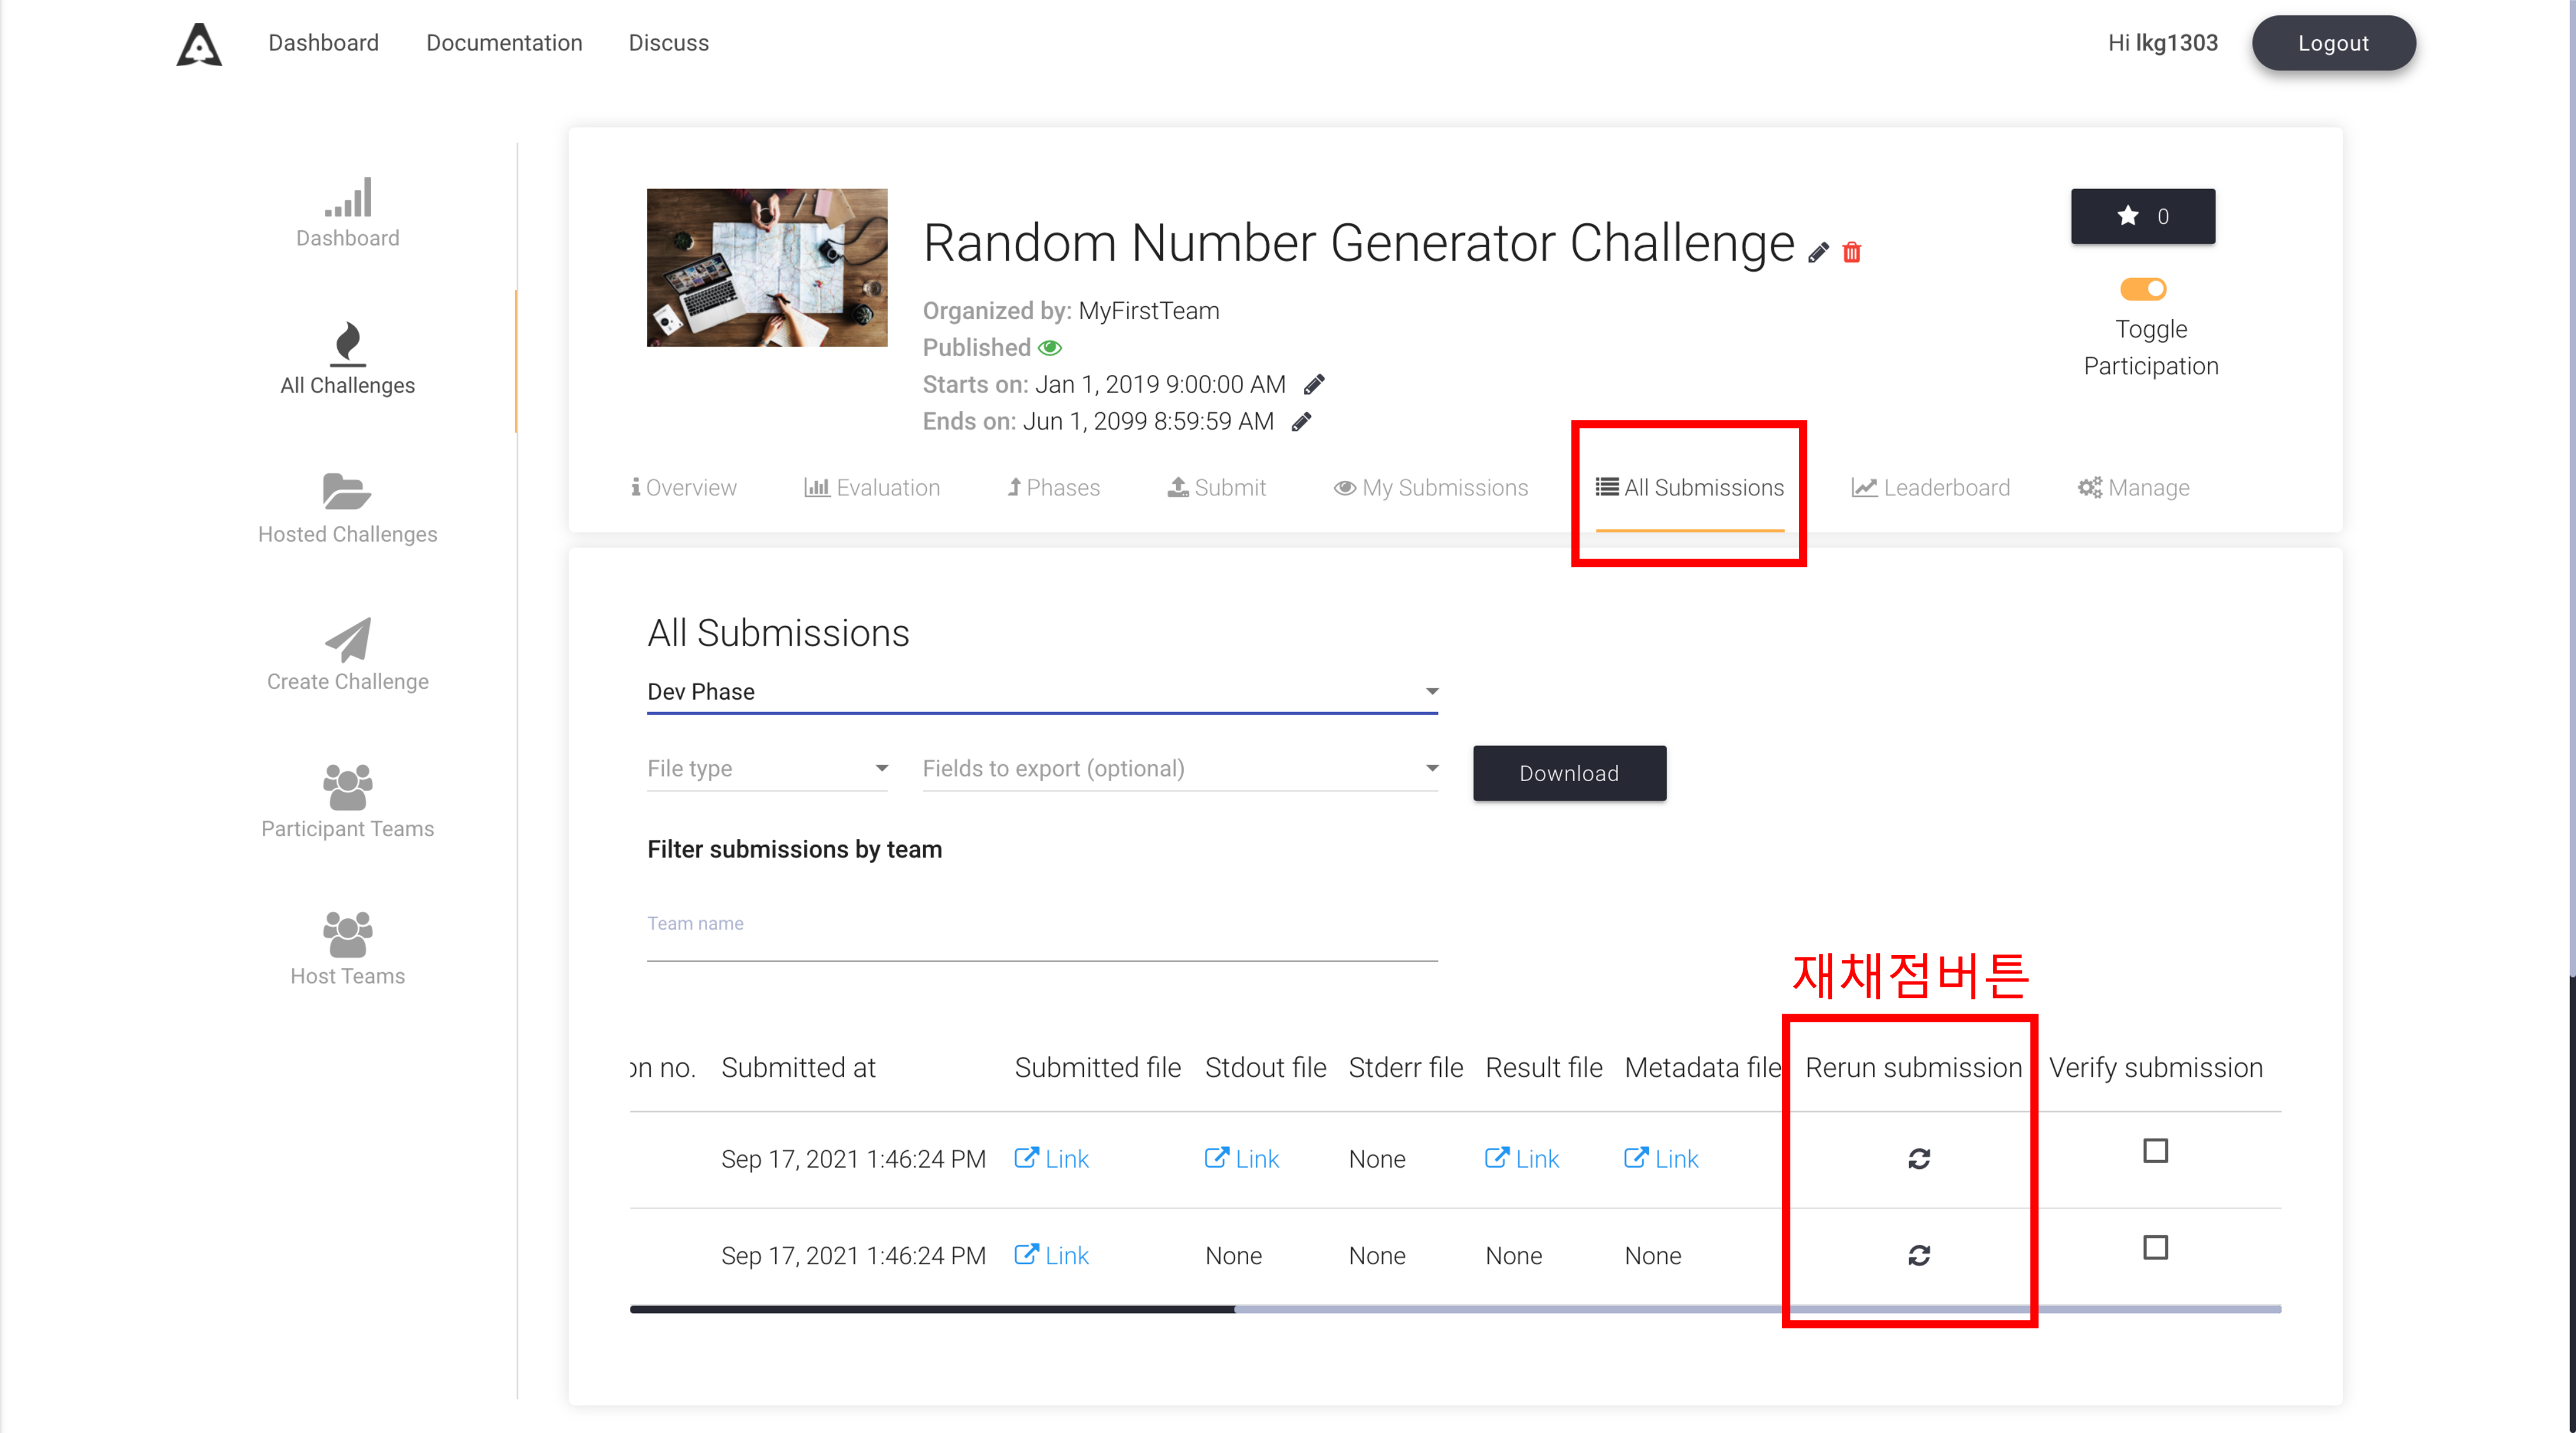 Dashboard Documentation Discuss Hi lkg1303 Logout
Dashboard
All Challenges
Hosted Challenges
Create Challenge
Participant Teams
Host Teams
Random Number Generator Challenge
Organized by: MyFirstTeam
Published
Starts on: Jan 1, 2019 9:00:00 AM
Ends on: Jun 1, 2099 8:59:59 AM
0
Toggle
Participation
Overview Evaluation Phases Submit My Submissions All Submissions Leaderboard Manage
All Submissions
Dev Phase
File type Fields to export (optional) Download
Filter submissions by team
Team name
재채점버튼
on no. Submitted at Submitted file Stdout file Stderr file Result file Metadata file Rerun submission Verify submission
Sep 17, 2021 1:46:24 PM Link Link None Link Link
Sep 17, 2021 1:46:24 PM Link None None None None